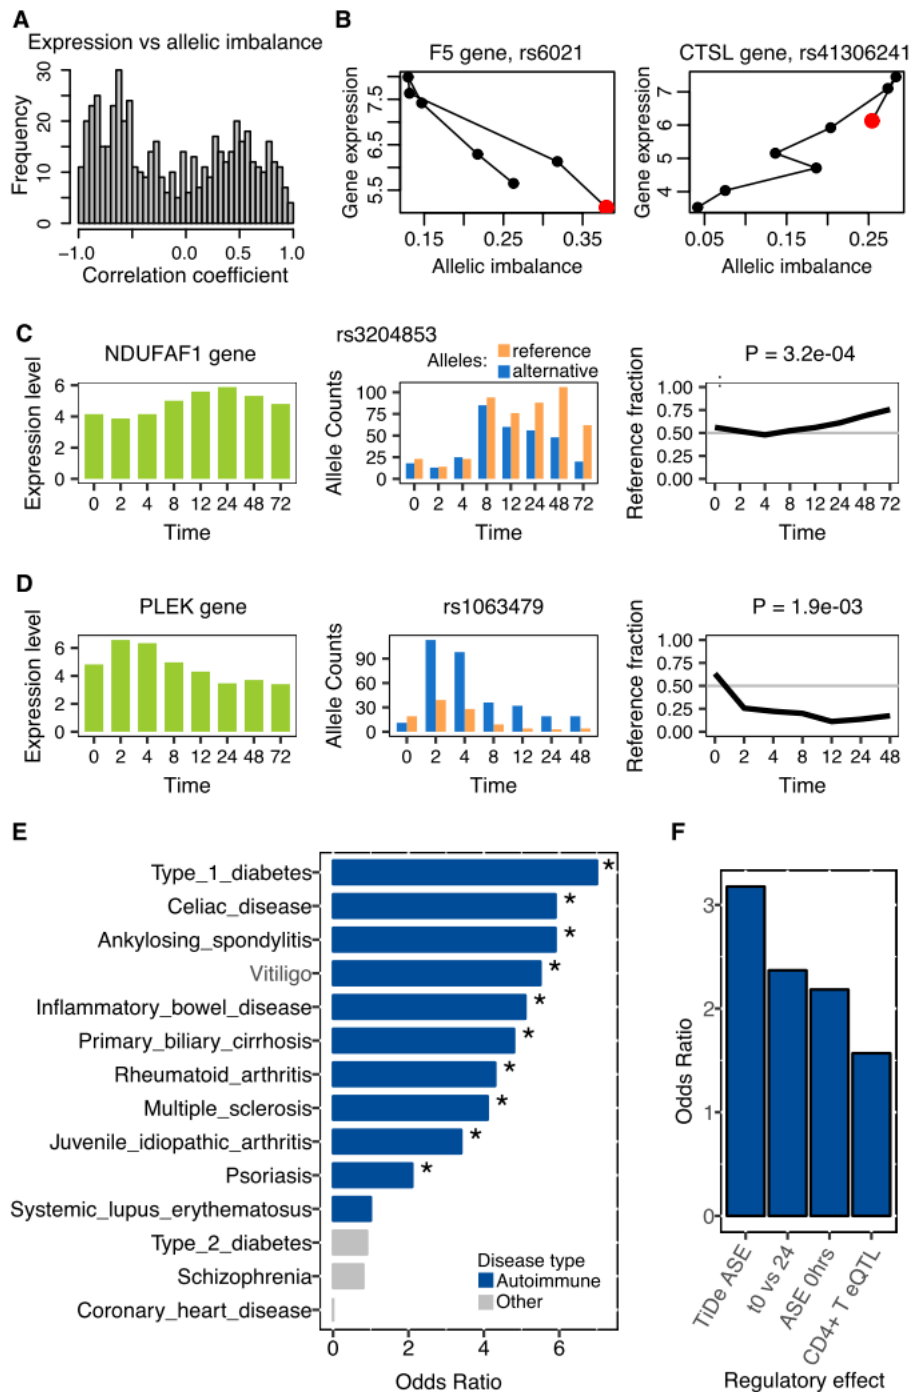 A
Expression vs allelic imbalance
Frequency
30
20
10
0
−1.0
0.0
0.5
1.0
Correlation coefficient
B
F5 gene, rs6021
Gene expression
7.5
6.5
5.5
0.15
0.25
0.35
Allelic imbalance
CTSL gene, rs41306241
Gene expression
7
6
5
4
0.05
0.15
0.25
Allelic imbalance
C
NDUFAF1 gene
Expression level
6
4
2
0
0 2 4 8 12 24 48 72
Time
rs3204853
Alleles:
reference
alternative
Allele Counts
100
75
50
25
0
0 2 4 8 12 24 48 72
Time
P = 3.2e-04
Reference fraction
1.00
0.75
0.50
0.25
0.00
0 2 4 8 12 24 48 72
Time
D
PLEK gene
Expression level
6
4
2
0
0 2 4 8 12 24 48 72
Time
rs1063479
Allele Counts
90
60
30
0
0 2 4 8 12 24 48
Time
P = 1.9e-03
Reference fraction
1.00
0.75
0.50
0.25
0.00
0 2 4 8 12 24 48
Time
E
Type_1_diabetes *
Celiac_disease *
Ankylosing_spondylitis *
Vitiligo *
Inflammatory_bowel_disease *
Primary_biliary_cirrhosis *
Rheumatoid_arthritis *
Multiple_sclerosis *
Juvenile_idiopathic_arthritis *
Psoriasis *
Systemic_lupus_erythematosus
Type_2_diabetes
Schizophrenia
Coronary_heart_disease
Disease type
Autoimmune
Other
0 2 4 6
Odds Ratio
F
Odds Ratio
3
2
1
0
TiDe ASE
t0 vs 24
ASE 0hrs
CD4+ T eQTL
Regulatory effect